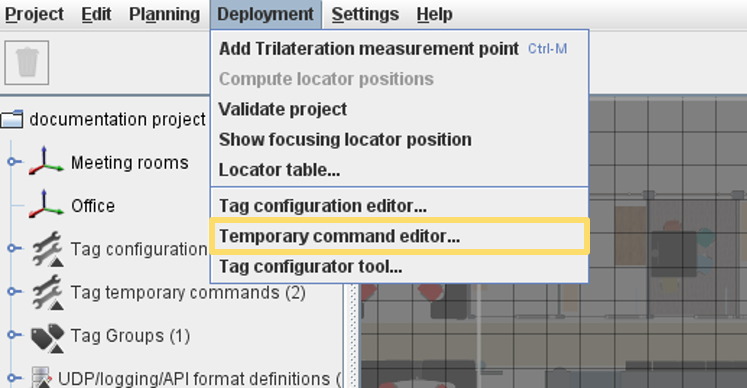 Project Edit Planning Deployment Settings Help
Add Trilateration measurement point Ctrl-M
Compute locator positions
Validate project
Show focusing locator position
Locator table...
Tag configuration editor...
Temporary command editor...
Tag configurator tool...
documentation project
Meeting rooms
Office
Tag configuration
Tag temporary commands (2)
Tag Groups (1)
UDP/logging/API format definitions (